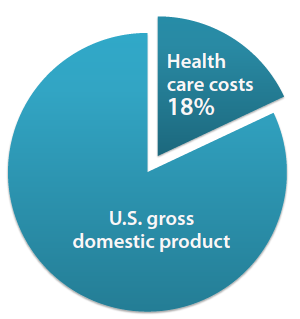 Health
care costs
18%
U.S. gross
domestic product